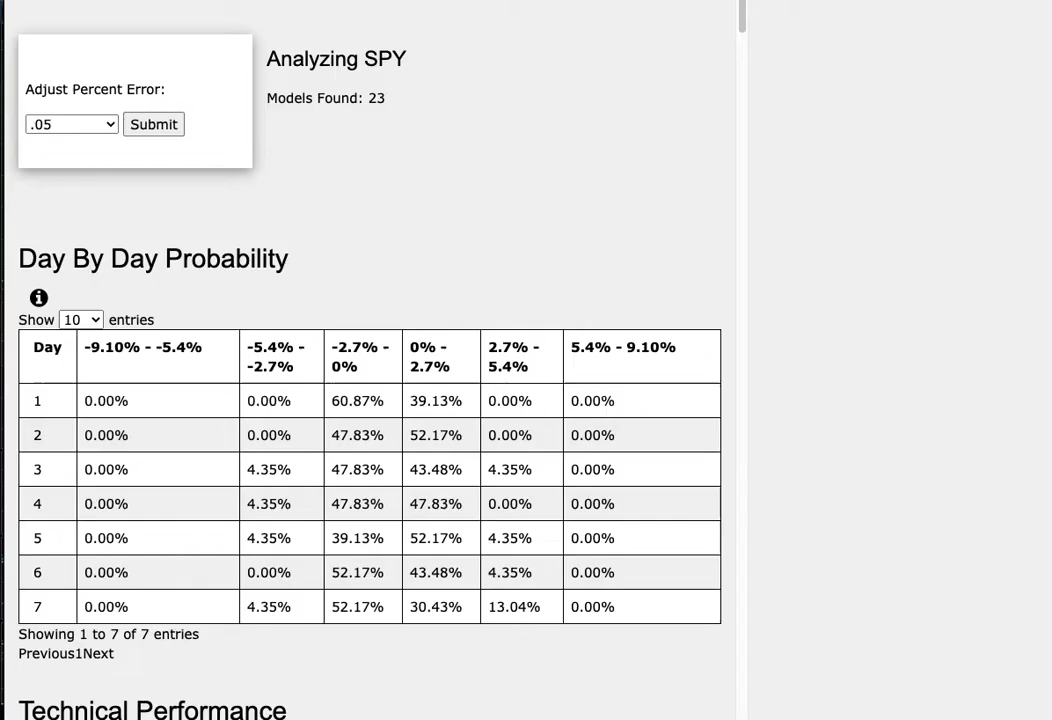 Adjust Percent Error:
.05 Submit
Analyzing SPY
Models Found: 23
Day By Day Probability
Show 10 entries
Day -9.10% - -5.4% -5.4% - -2.7% -2.7% - 0% 0% - 2.7% 2.7% - 5.4% 5.4% - 9.10%
1 0.00% 0.00% 60.87% 39.13% 0.00% 0.00%
2 0.00% 0.00% 47.83% 52.17% 0.00% 0.00%
3 0.00% 4.35% 47.83% 43.48% 4.35% 0.00%
4 0.00% 4.35% 47.83% 47.83% 0.00% 0.00%
5 0.00% 4.35% 39.13% 52.17% 4.35% 0.00%
6 0.00% 0.00% 52.17% 43.48% 4.35% 0.00%
7 0.00% 4.35% 52.17% 30.43% 13.04% 0.00%
Showing 1 to 7 of 7 entries
Previous1Next
Technical Performance